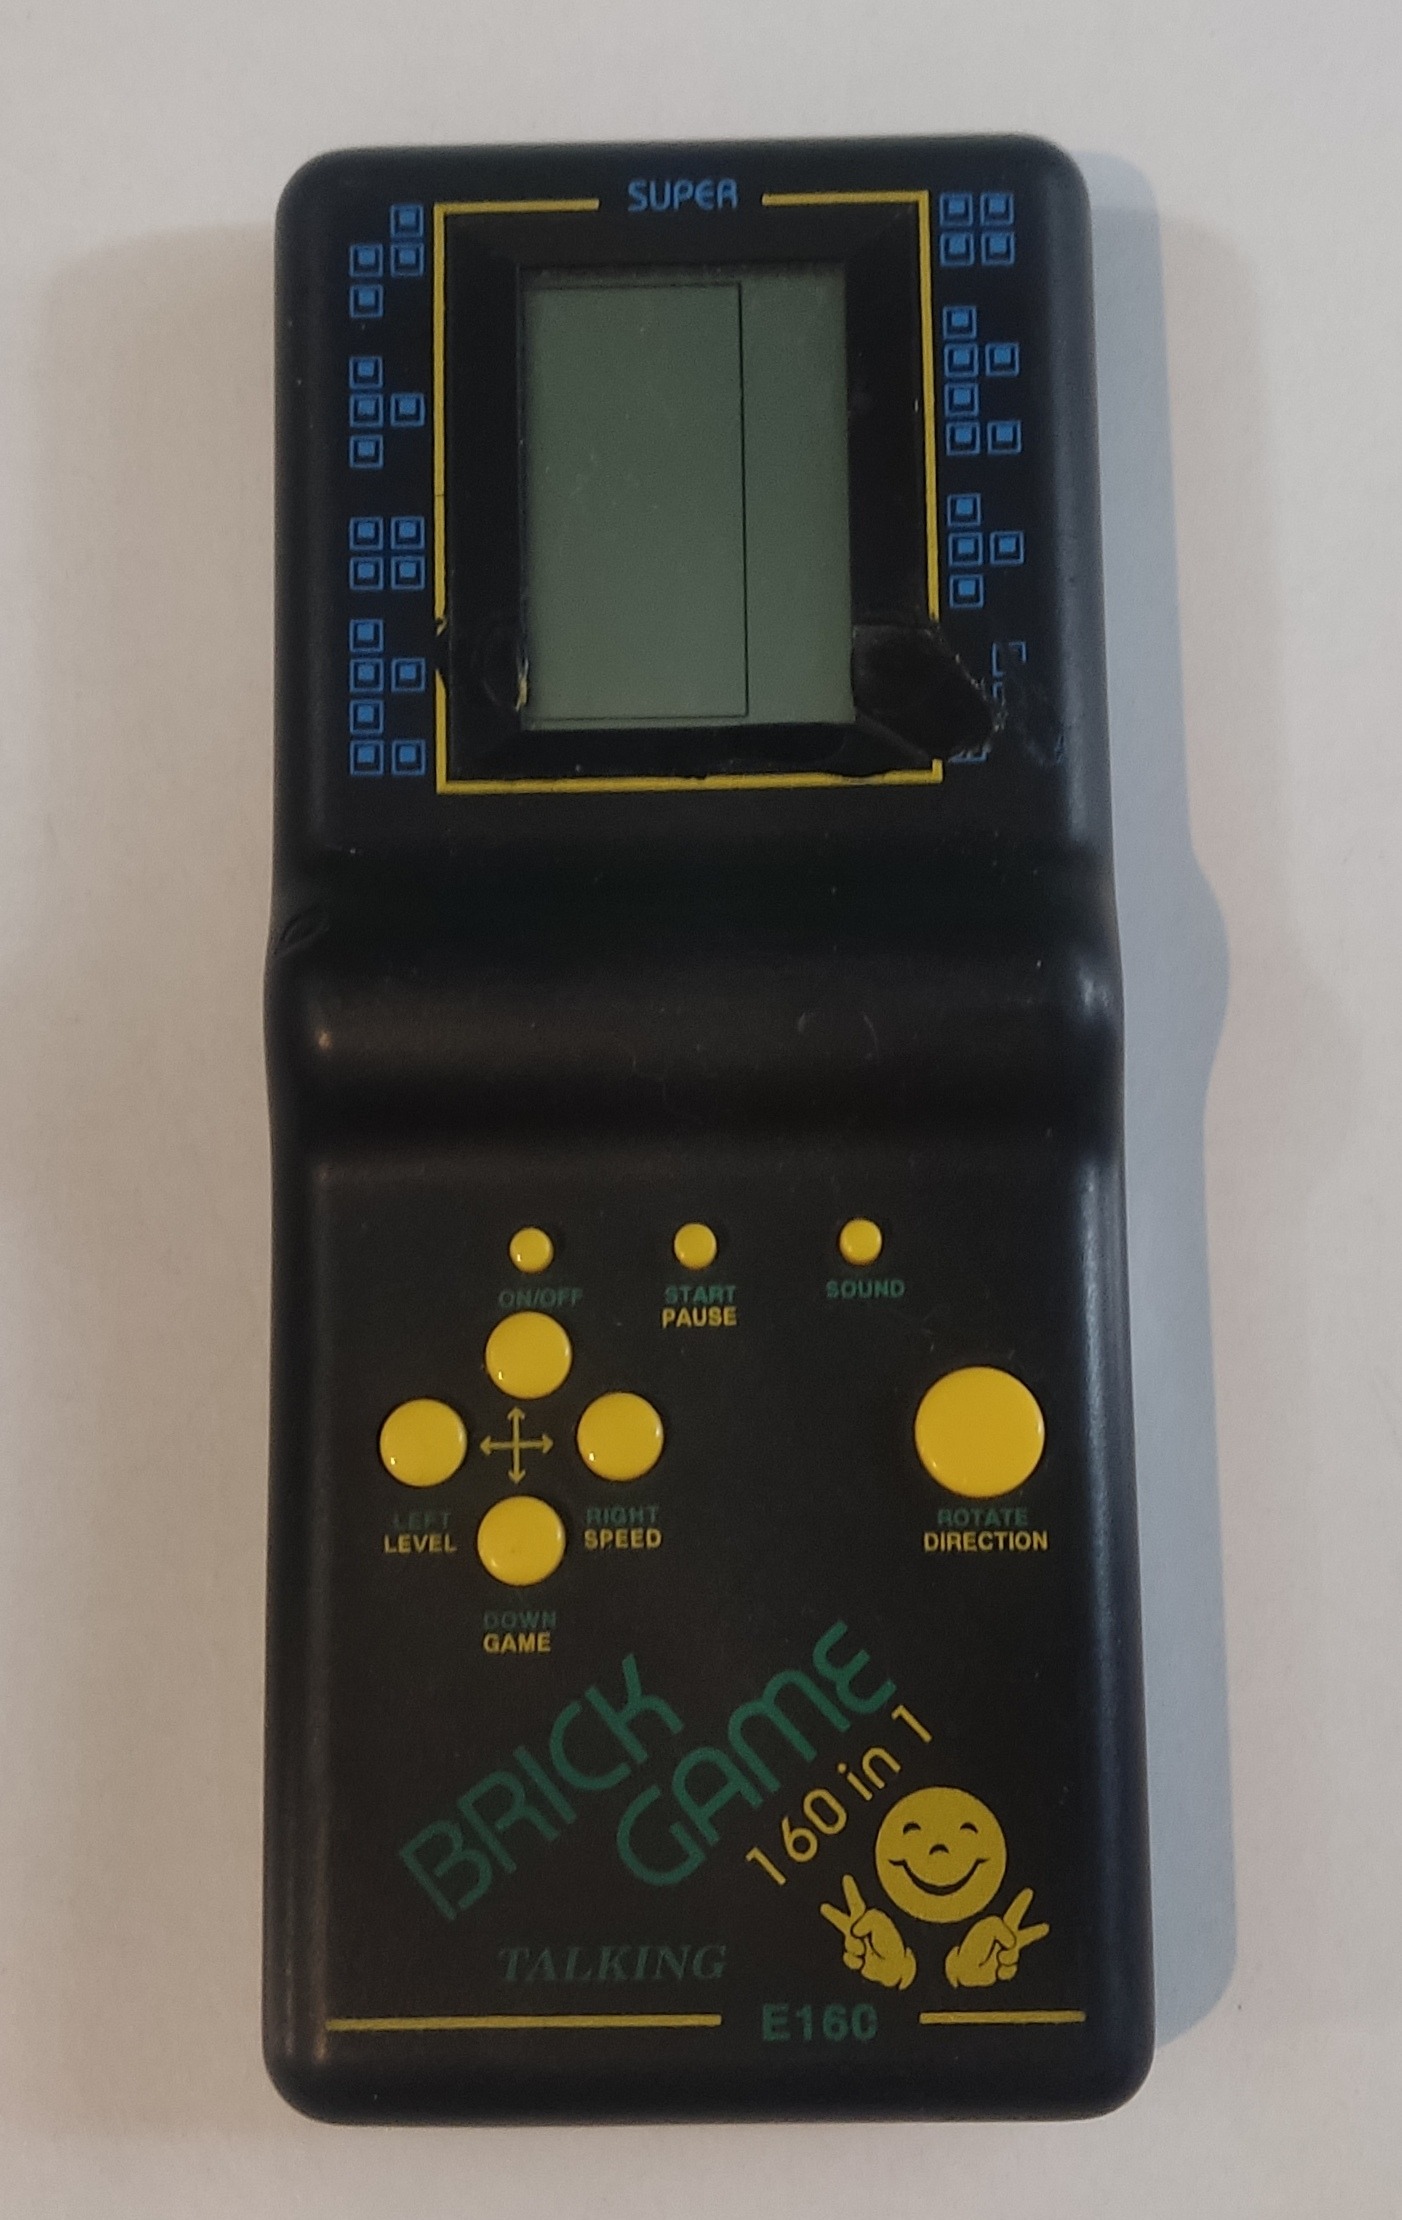 SUPER
ON/OFF
START
PAUSE
SOUND
LEFT
LEVEL
RIGHT
SPEED
ROTATE
DIRECTION
DOWN
GAME
BRICK
GAME
160 in 1
TALKING
E160